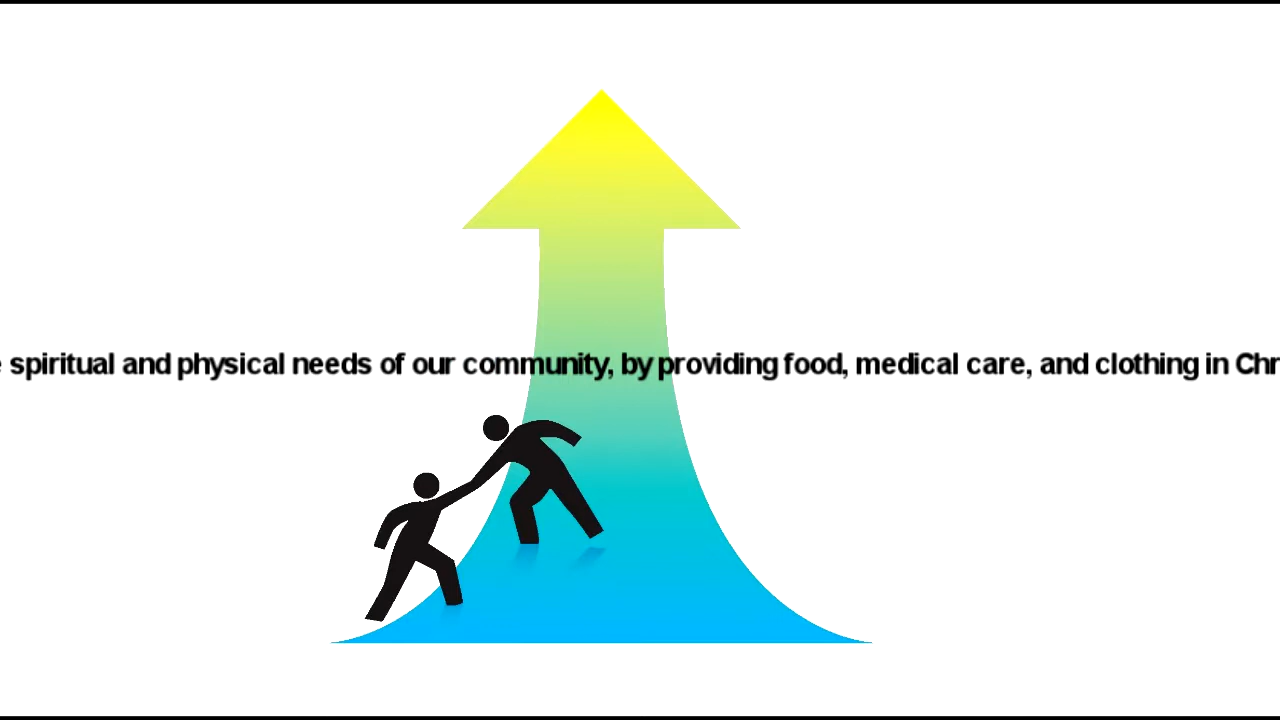 spiritual and physical needs of our community, by providing food, medical care, and clothing in